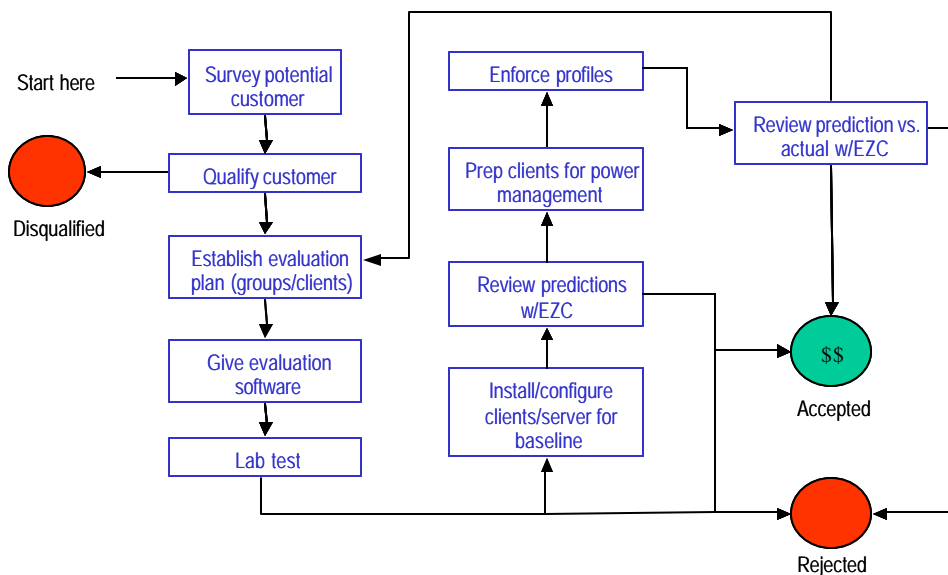 Start here
Survey potential
customer
Qualify customer
Disqualified
Establish evaluation
plan (groups/clients)
Give evaluation
software
Lab test
Enforce profiles
Prep clients for power
management
Review predictions
w/EZC
Install/configure
clients/server for
baseline
Review prediction vs.
actual w/EZC
$$
Accepted
Rejected